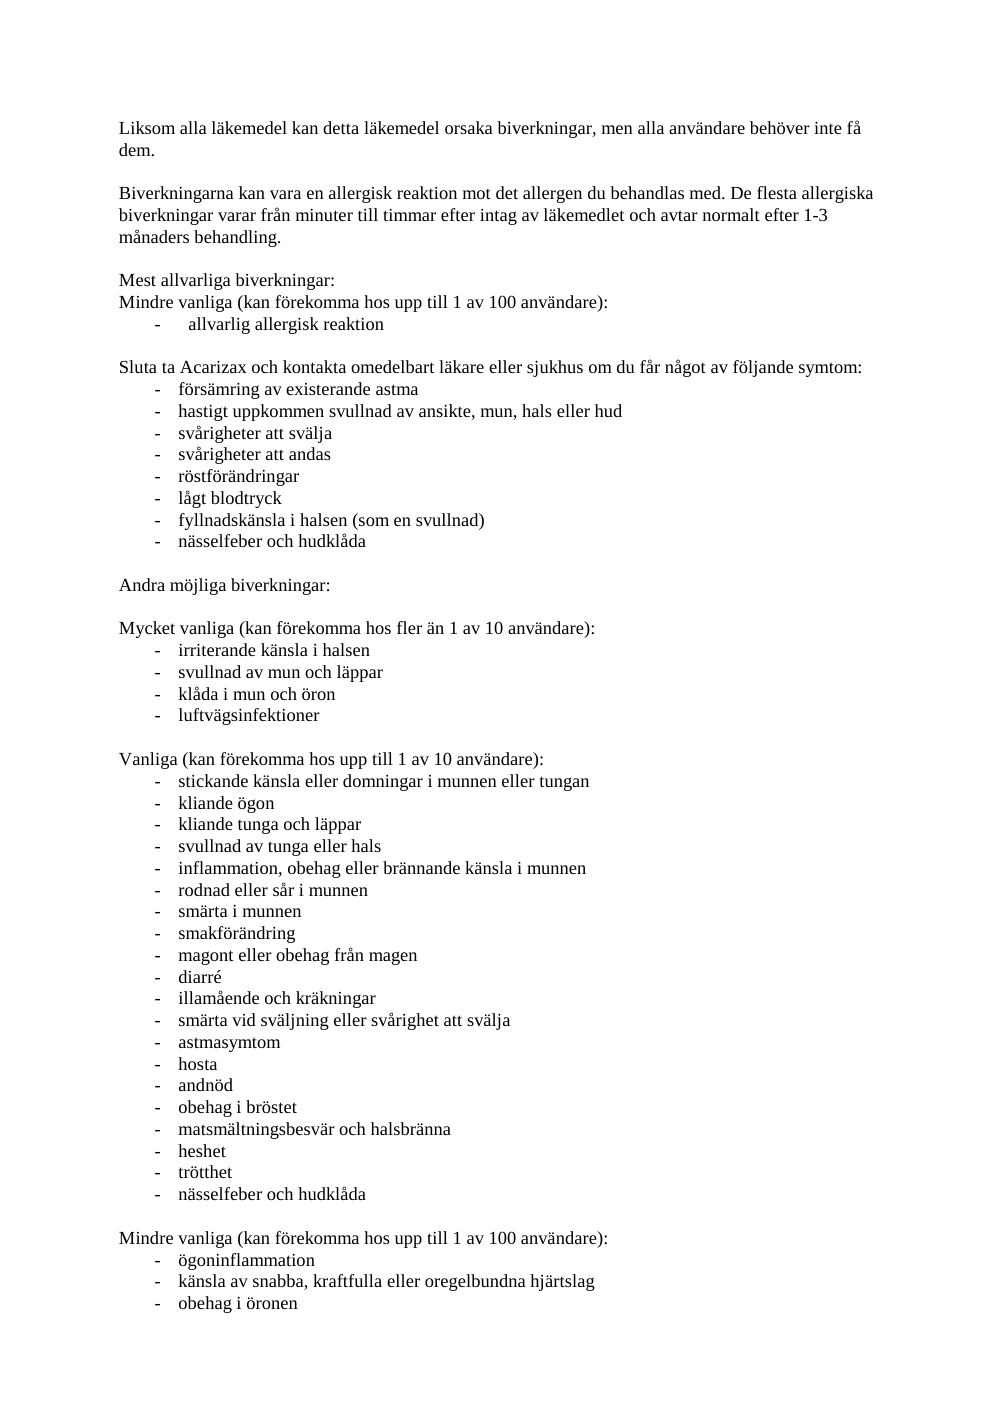 Liksom alla läkemedel kan detta läkemedel orsaka biverkningar, men alla användare behöver inte få
dem.
Biverkningarna kan vara en allergisk reaktion mot det allergen du behandlas med. De flesta allergiska
biverkningar varar från minuter till timmar efter intag av läkemedlet och avtar normalt efter 1-3
månaders behandling.
Mest allvarliga biverkningar:
Mindre vanliga (kan förekomma hos upp till 1 av 100 användare):
- allvarlig allergisk reaktion
Sluta ta Acarizax och kontakta omedelbart läkare eller sjukhus om du får något av följande symtom:
- försämring av existerande astma
- hastigt uppkommen svullnad av ansikte, mun, hals eller hud
- svårigheter att svälja
- svårigheter att andas
- röstförändringar
- lågt blodtryck
- fyllnadskänsla i halsen (som en svullnad)
- nässelfeber och hudklåda
Andra möjliga biverkningar:
Mycket vanliga (kan förekomma hos fler än 1 av 10 användare):
- irriterande känsla i halsen
- svullnad av mun och läppar
- klåda i mun och öron
- luftvägsinfektioner
Vanliga (kan förekomma hos upp till 1 av 10 användare):
- stickande känsla eller domningar i munnen eller tungan
- kliande ögon
- kliande tunga och läppar
- svullnad av tunga eller hals
- inflammation, obehag eller brännande känsla i munnen
- rodnad eller sår i munnen
- smärta i munnen
- smakförändring
- magont eller obehag från magen
- diarré
- illamående och kräkningar
- smärta vid sväljning eller svårighet att svälja
- astmasymtom
- hosta
- andnöd
- obehag i bröstet
- matsmältningsbesvär och halsbränna
- heshet
- trötthet
- nässelfeber och hudklåda
Mindre vanliga (kan förekomma hos upp till 1 av 100 användare):
- ögoninflammation
- känsla av snabba, kraftfulla eller oregelbundna hjärtslag
- obehag i öronen